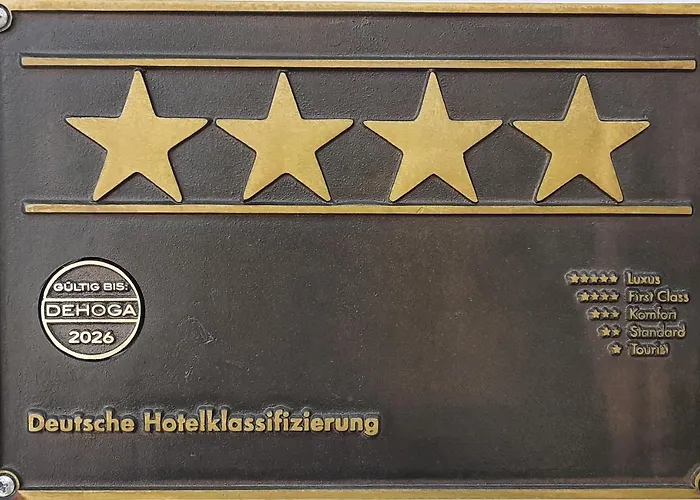 GÜLTIG BIS:
DEHOGA
2026
★★★★★ Luxus
★★★★ First Class
★★★ Komfort
★★ Standard
★ Tourist
Deutsche Hotelklassifizierung